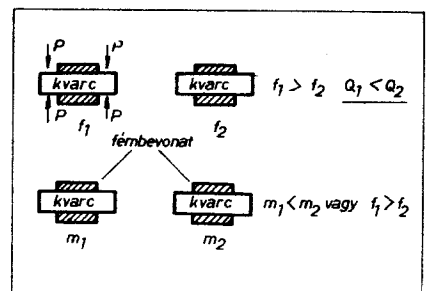 P P
kvarc kvarc f₁ > f₂ Q₁ < Q₂
P P
f₁ f₂
fémbevonat
kvarc kvarc m₁ < m₂ vagy f₁ > f₂
m₁ m₂